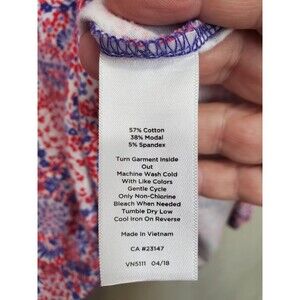 57% Cotton
38% Modal
5% Spandex
Turn Garment Inside
Out
Machine Wash Cold
With Like Colors
Gentle Cycle
Only Non-Chlorine
Bleach When Needed
Tumble Dry Low
Cool Iron On Reverse
Made In Vietnam
CA #23147
VN5111 04/18